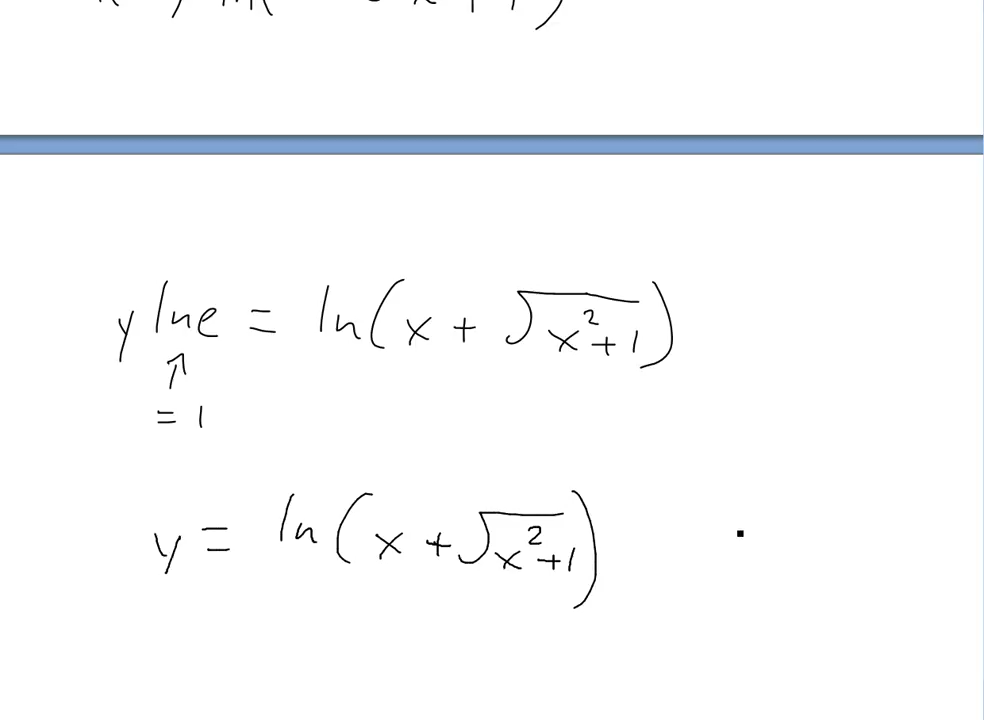 y ln e = ln(x + √(x²+1))
↑
= 1
y = ln(x + √(x²+1))